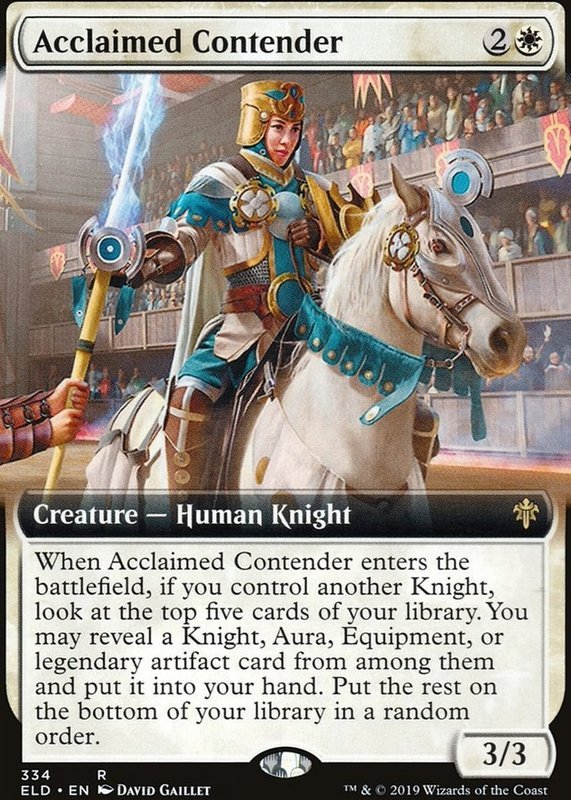 Acclaimed Contender 2
Creature — Human Knight
When Acclaimed Contender enters the
battlefield, if you control another Knight,
look at the top five cards of your library. You
may reveal a Knight, Aura, Equipment, or
legendary artifact card from among them
and put it into your hand. Put the rest on
the bottom of your library in a random
order.
3/3
334 R
ELD • EN DAVID GAILLET
™ & © 2019 Wizards of the Coast